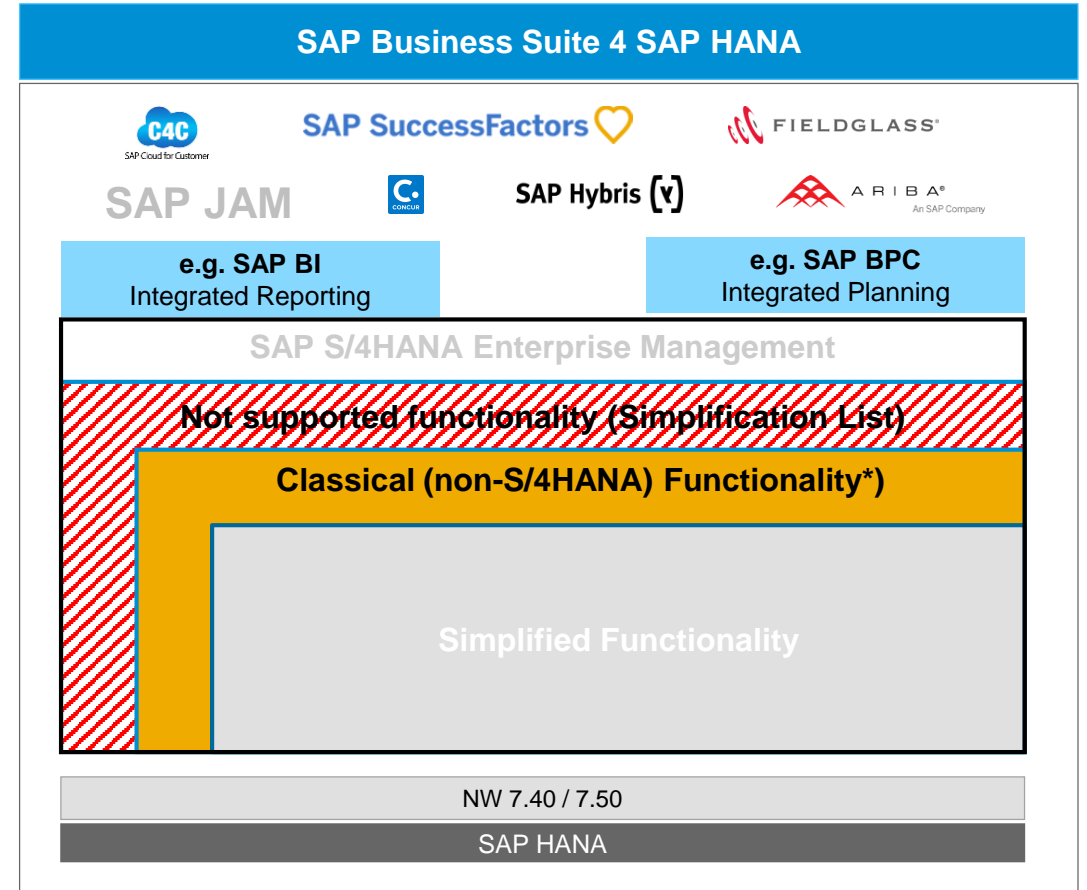 SAP Business Suite 4 SAP HANA
C4C
SAP Cloud for Customer
SAP SuccessFactors
FIELDGLASS®
SAP JAM
C.
CONCUR
SAP Hybris (Y)
ARIBA®
An SAP Company
e.g. SAP BI
Integrated Reporting
e.g. SAP BPC
Integrated Planning
SAP S/4HANA Enterprise Management
Not supported functionality (Simplification List)
Classical (non-S/4HANA) Functionality*)
Simplified Functionality
NW 7.40 / 7.50
SAP HANA